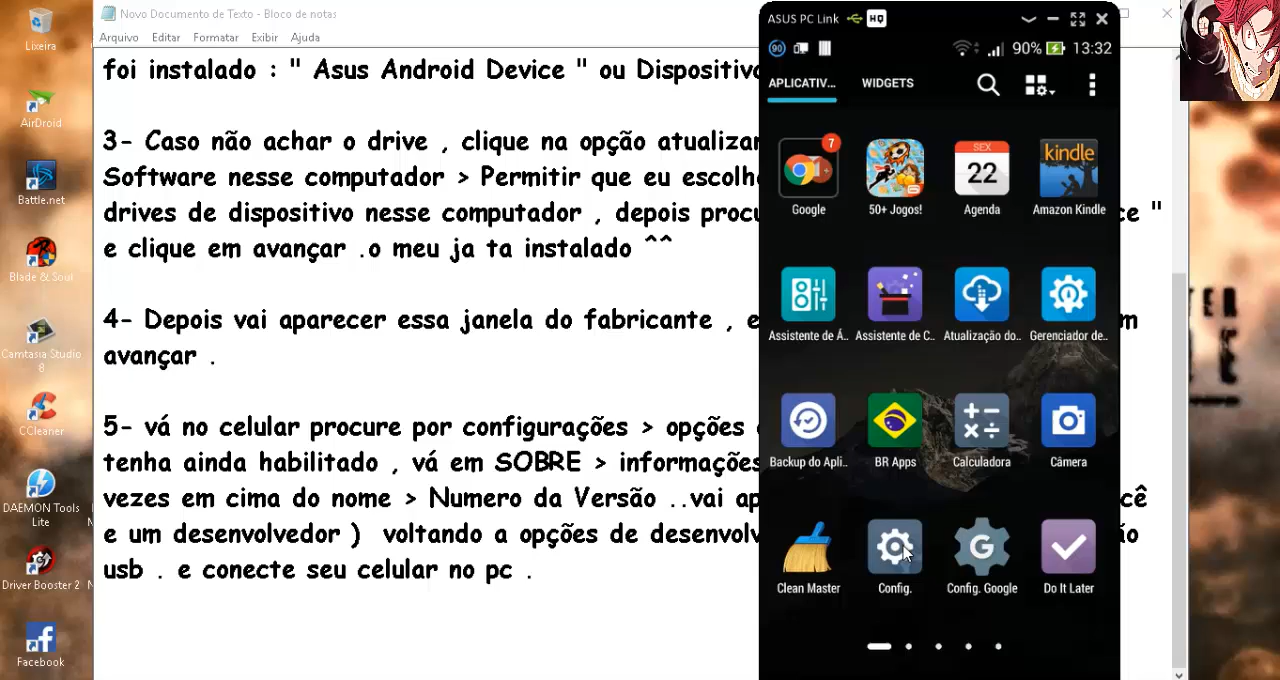 Novo Documento de Texto - Bloco de notas
Arquivo Editar Formatar Exibir Ajuda
foi instalado : " Asus Android Device " ou Dispositivo
3- Caso não achar o drive , clique na opção atualizar
Software nesse computador > Permitir que eu escolh
drives de dispositivo nesse computador , depois procu ce "
e clique em avançar .o meu ja ta instalado ^^
4- Depois vai aparecer essa janela do fabricante , e m
avançar .
5- vá no celular procure por configurações > opções
tenha ainda habilitado , vá em SOBRE > informações
vezes em cima do nome > Numero da Versão ..vai ap cê
e um desenvolvedor ) voltando a opções de desenvolv ão
usb . e conecte seu celular no pc .
Lixeira
AirDroid
Battle.net
Blade & Soul
Camtasia Studio
8
CCleaner
DAEMON Tools
Lite
Driver Booster 2
Facebook
ASUS PC Link HQ
90 90% 13:32
APLICATIV... WIDGETS
7
Google
50+ Jogos!
SEX
22
Agenda
kindle
Amazon Kindle
Assistente de Á..
Assistente de C..
Atualização do..
Gerenciador de..
Backup do Apli..
BR Apps
Calculadora
Câmera
Clean Master
Config.
G
Config. Google
Do It Later